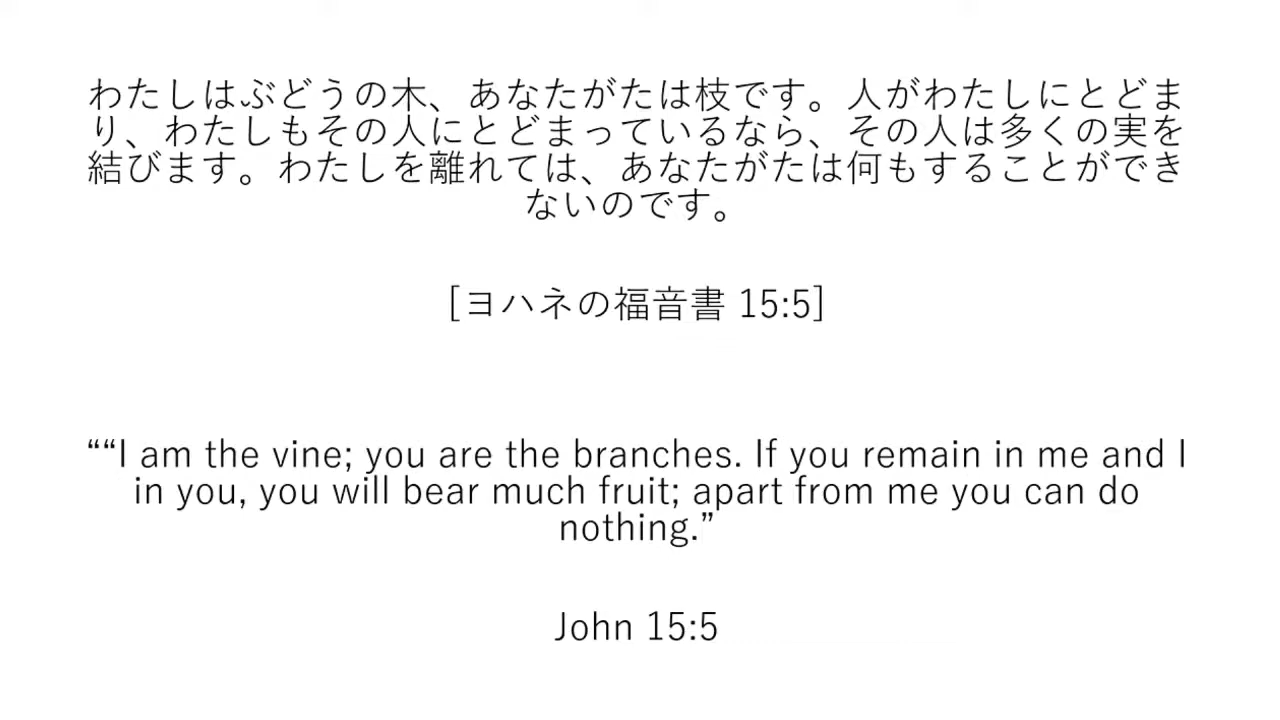 わたしはぶどうの木、あなたがたは枝です。人がわたしにとどま
り、わたしもその人にとどまっているなら、その人は多くの実を
結びます。わたしを離れては、あなたがたは何もすることができ
ないのです。
[ヨハネの福音書 15:5]
““I am the vine; you are the branches. If you remain in me and I
in you, you will bear much fruit; apart from me you can do
nothing.”
John 15:5